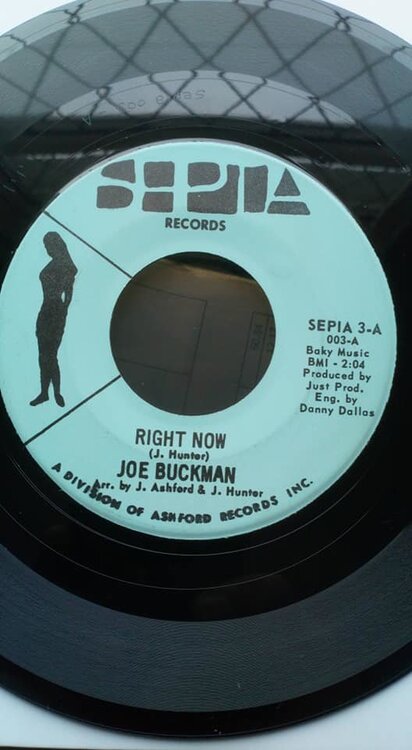 SEPIA
RECORDS
SEPIA 3-A
003-A
Baky Music
BMI - 2:04
Produced by
Just Prod.
Eng. by
Danny Dallas
RIGHT NOW
(J. Hunter)
JOE BUCKMAN
Arr. by J. Ashford & J. Hunter
A DIVISION OF ASHFORD RECORDS INC.